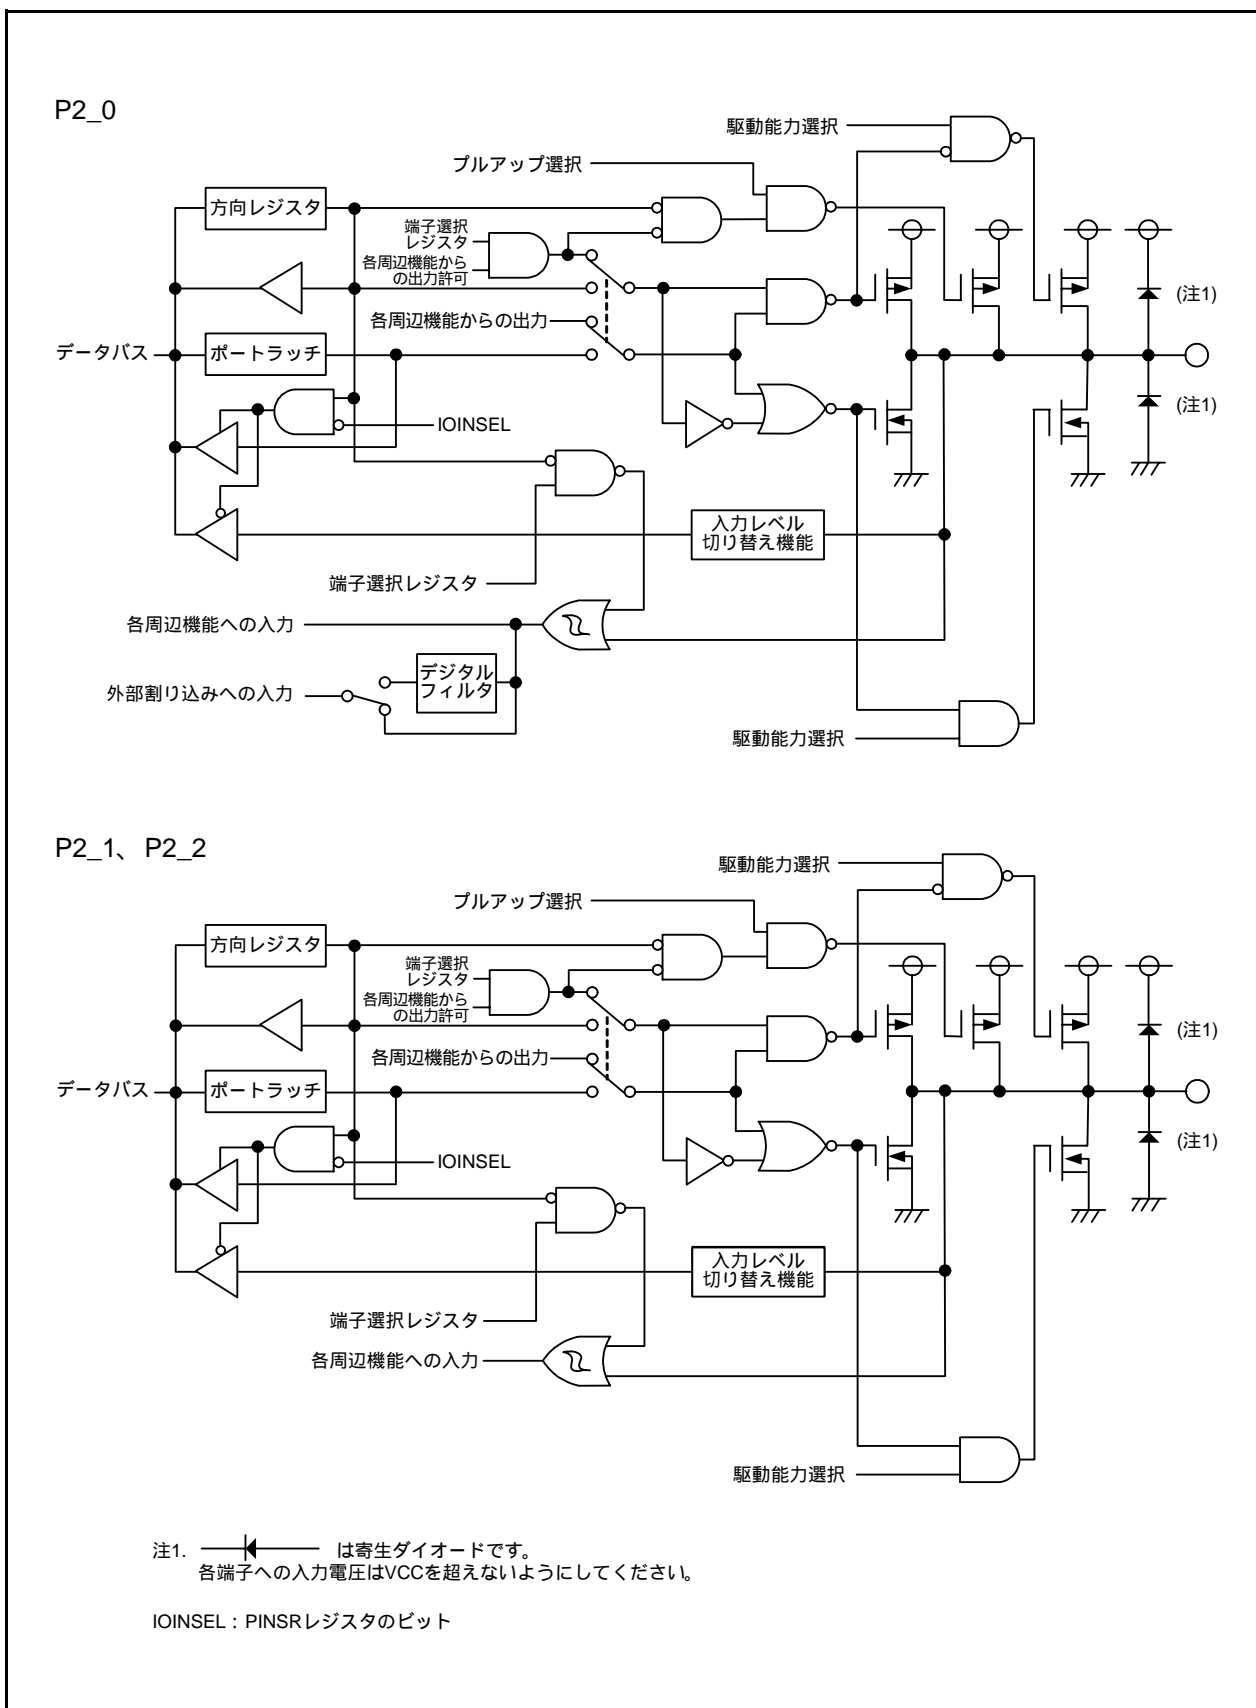 P2_0
駆動能力選択
プルアップ選択
方向レジスタ
端子選択
レジスタ
各周辺機能から
の出力許可
(注1)
各周辺機能からの出力
データバス
ポートラッチ
(注1)
IOINSEL
入力レベル
切り替え機能
端子選択レジスタ
各周辺機能への入力
デジタル
フィルタ
外部割り込みへの入力
駆動能力選択
P2_1、P2_2
駆動能力選択
プルアップ選択
方向レジスタ
端子選択
レジスタ
各周辺機能から
の出力許可
(注1)
各周辺機能からの出力
データバス
ポートラッチ
(注1)
IOINSEL
入力レベル
切り替え機能
端子選択レジスタ
各周辺機能への入力
駆動能力選択
注1. は寄生ダイオードです。
各端子への入力電圧はVCCを超えないようにしてください。
IOINSEL：PINSRレジスタのビット